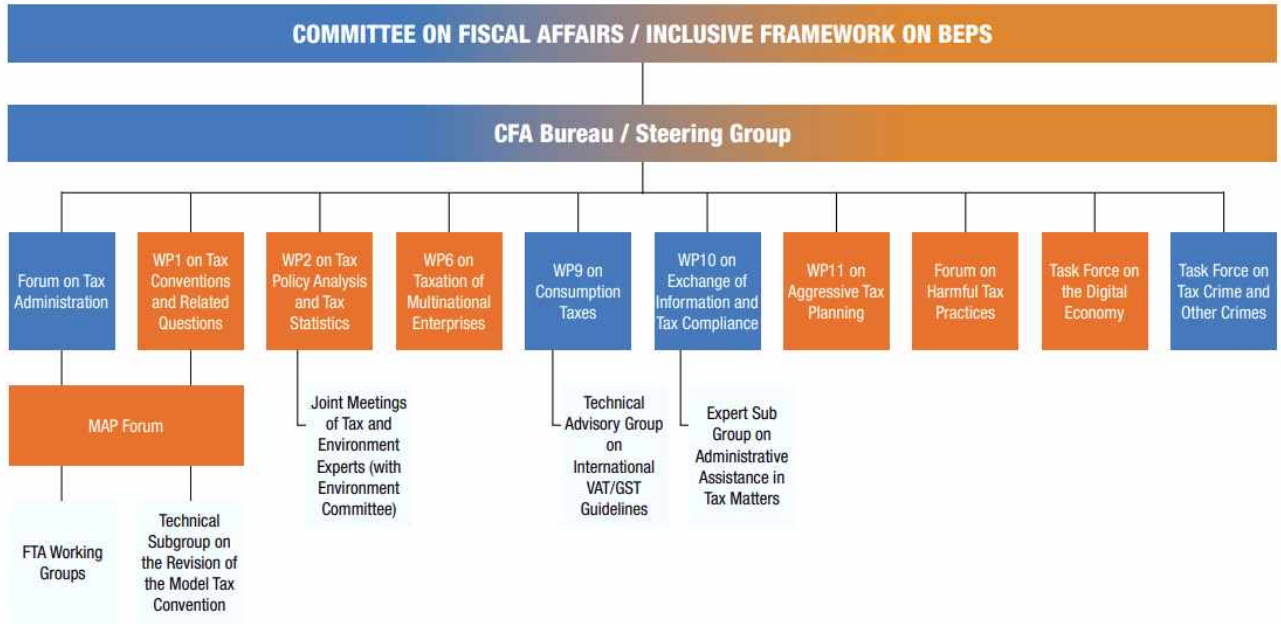 COMMITTEE ON FISCAL AFFAIRS / INCLUSIVE FRAMEWORK ON BEPS
CFA Bureau / Steering Group
Forum on Tax
Administration
WP1 on Tax
Conventions
and Related
Questions
WP2 on Tax
Policy Analysis
and Tax
Statistics
WP6 on
Taxation of
Multinational
Enterprises
WP9 on
Consumption
Taxes
WP10 on
Exchange of
Information and
Tax Compliance
WP11 on
Aggressive Tax
Planning
Forum on
Harmful Tax
Practices
Task Force on
the Digital
Economy
Task Force on
Tax Crime and
Other Crimes
MAP Forum
Joint Meetings
of Tax and
Environment
Experts (with
Environment
Committee)
Technical
Advisory Group
on
International
VAT/GST
Guidelines
Expert Sub
Group on
Administrative
Assistance in
Tax Matters
FTA Working
Groups
Technical
Subgroup on
the Revision of
the Model Tax
Convention